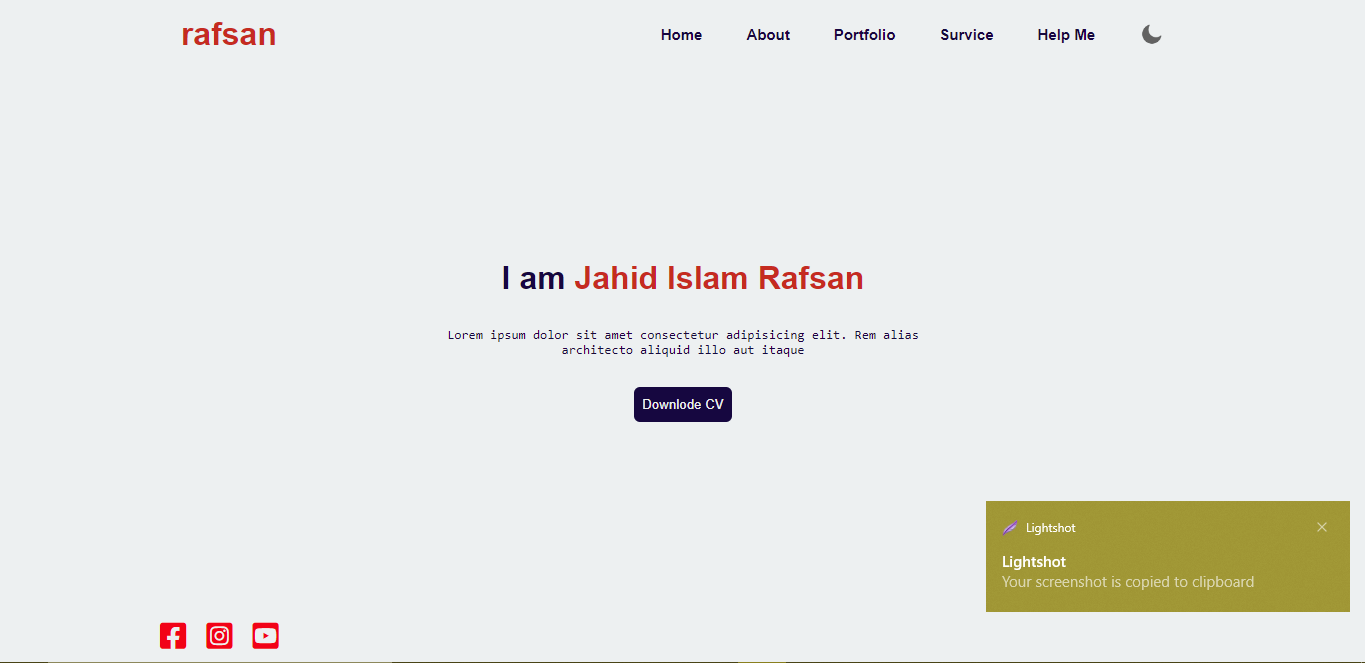 rafsan
Home About Portfolio Survice Help Me
I am Jahid Islam Rafsan
Lorem ipsum dolor sit amet consectetur adipisicing elit. Rem alias
architecto aliquid illo aut itaque
Downlode CV
Lightshot
Lightshot
Your screenshot is copied to clipboard